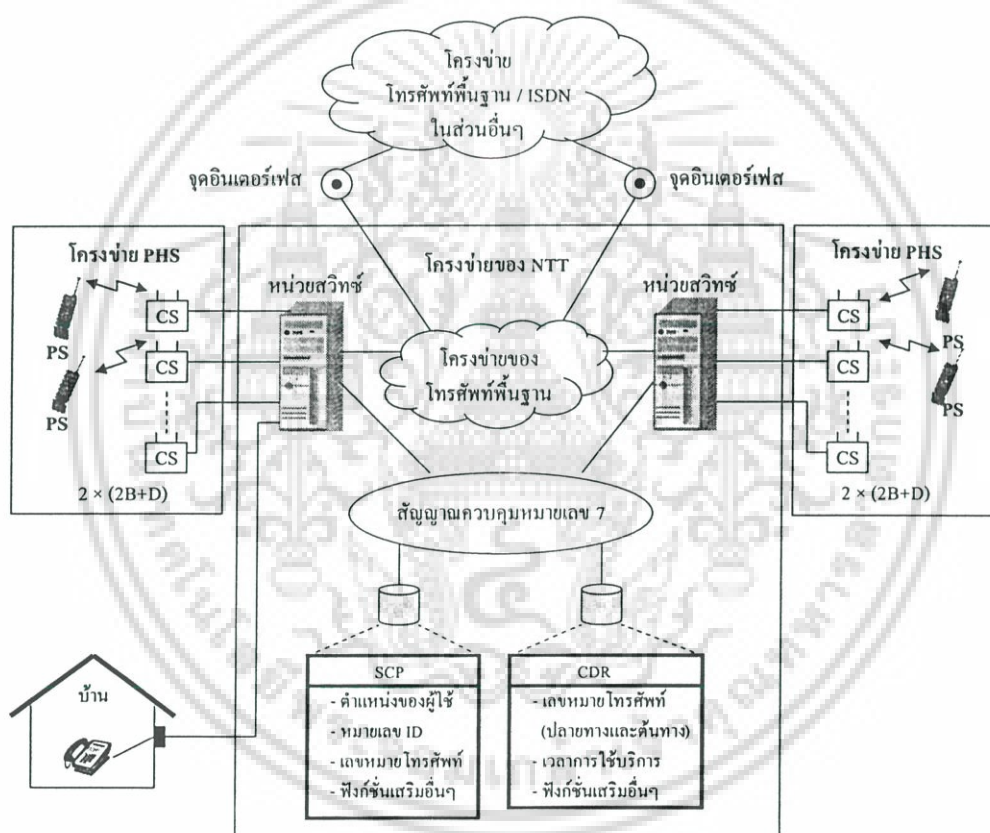 โครงข่าย
โทรศัพท์พื้นฐาน / ISDN
ในส่วนอื่นๆ
จุดอินเตอร์เฟส
จุดอินเตอร์เฟส
โครงข่าย PHS
โครงข่ายของ NTT
โครงข่าย PHS
หน่วยสวิทซ์
หน่วยสวิทซ์
CS
CS
PS
PS
CS
CS
โครงข่ายของ
โทรศัพท์พื้นฐาน
PS
PS
CS
CS
2 × (2B+D)
2 × (2B+D)
สัญญาณควบคุมหมายเลข 7
บ้าน
SCP
- ตำแหน่งของผู้ใช้
- หมายเลข ID
- เลขหมายโทรศัพท์
- ฟังก์ชั่นเสริมอื่นๆ
CDR
- เลขหมายโทรศัพท์
(ปลายทางและต้นทาง)
- เวลาการใช้บริการ
- ฟังก์ชั่นเสริมอื่นๆ